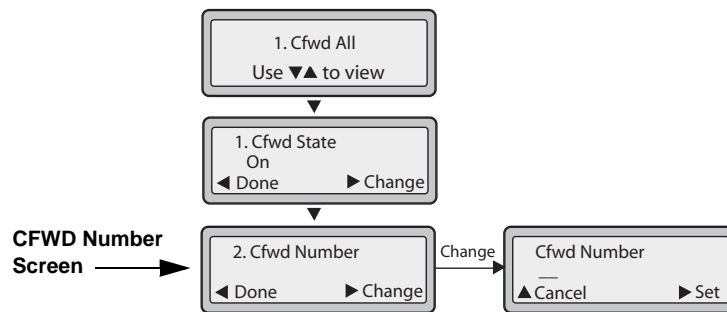 1. Cfwd All
Use ▼▲ to view
▼
1. Cfwd State
On
◀ Done ▶ Change
▼
CFWD Number
Screen
2. Cfwd Number
◀ Done ▶ Change
Change
Cfwd Number
__
▲ Cancel ▶ Set